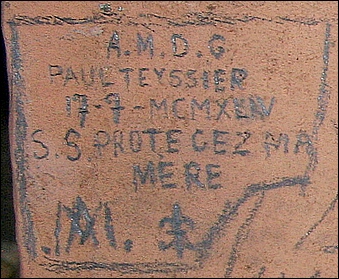 A.M.D.G
PAUL TEYSSIER
17-7-MCMXLIV
S.S PROTEGEZ MA
MERE